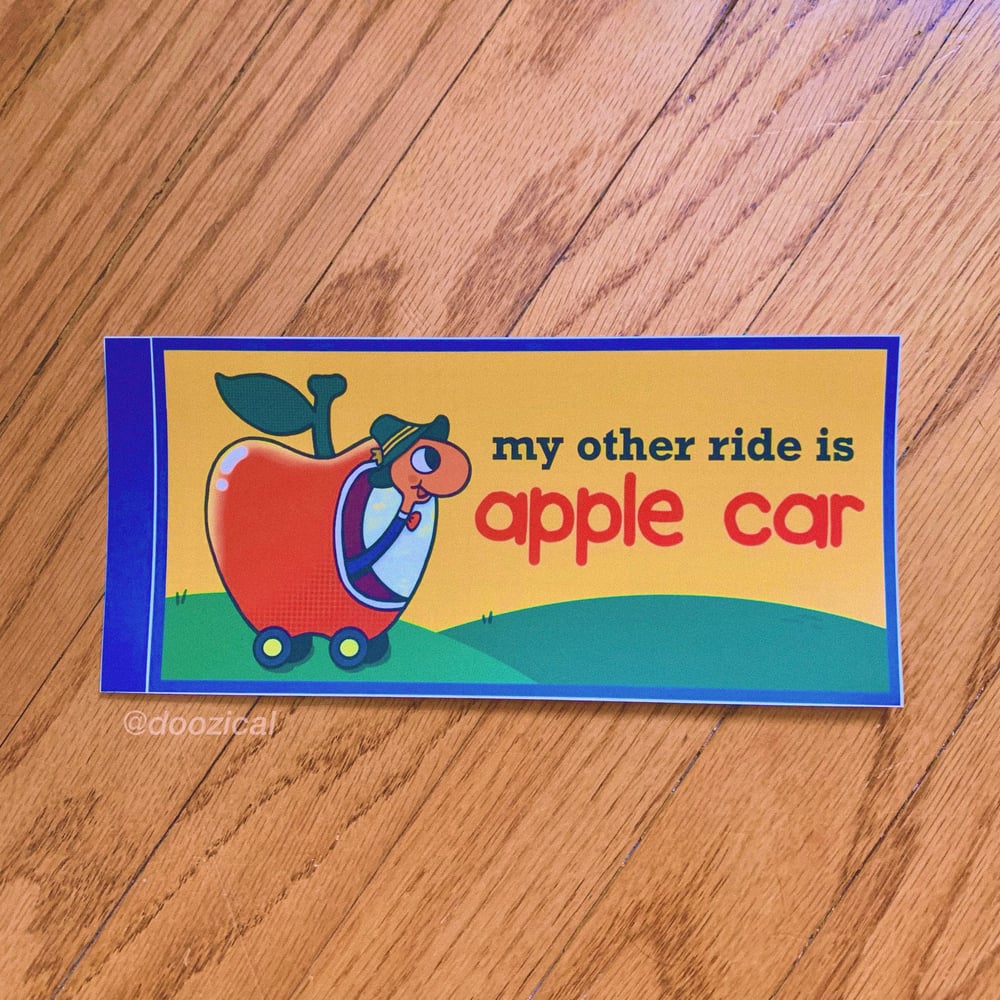 my other ride is
apple car
@doozical